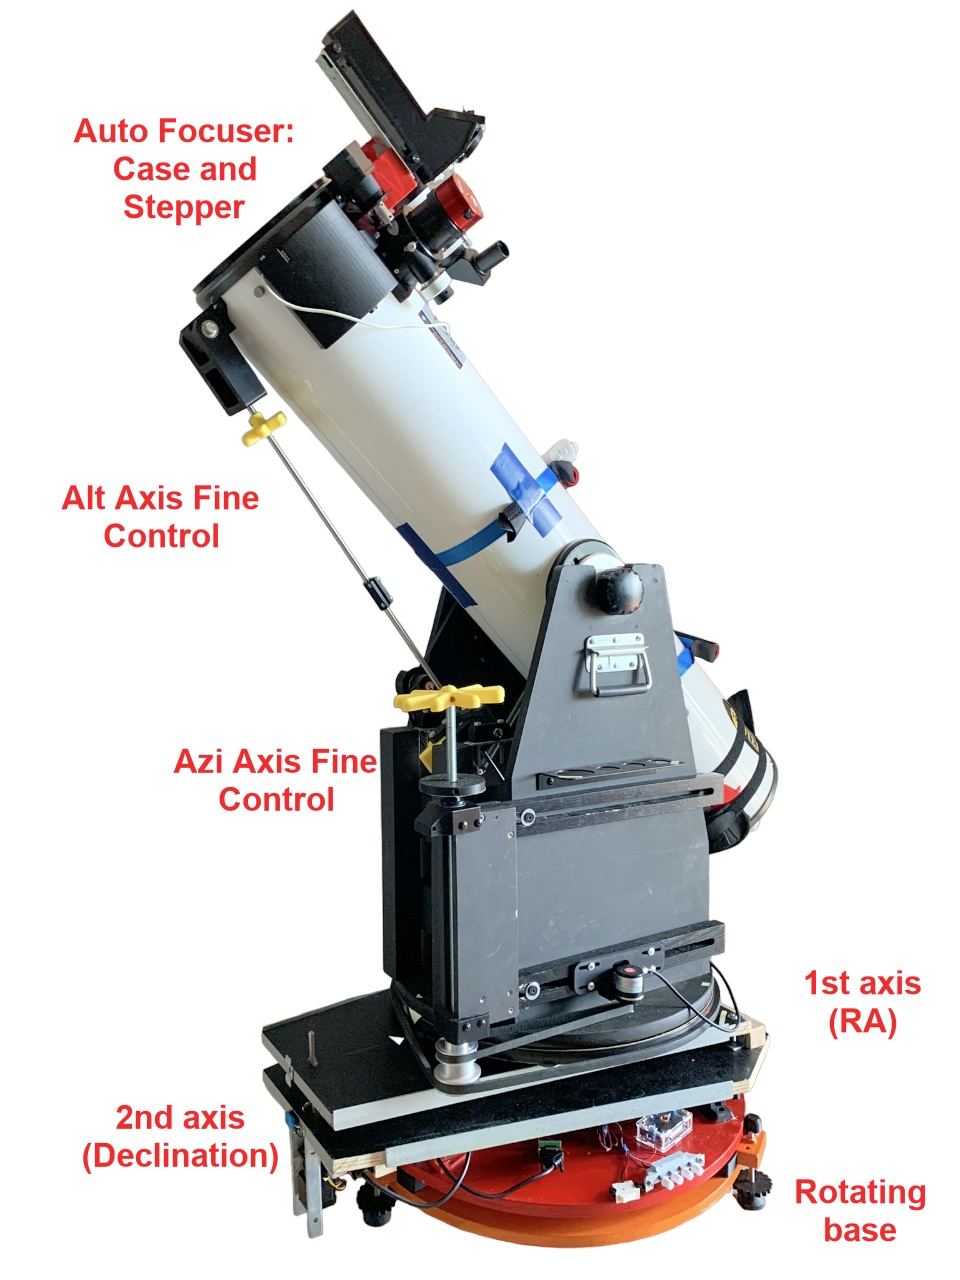 Auto Focuser:
Case and
Stepper
Alt Axis Fine
Control
Azi Axis Fine
Control
1st axis
(RA)
2nd axis
(Declination)
Rotating
base